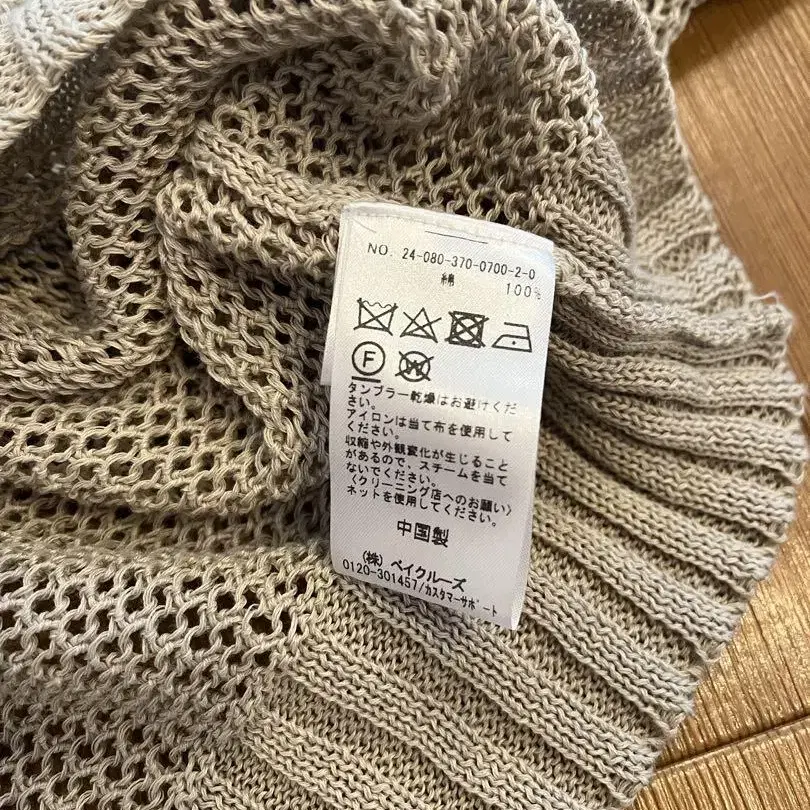 NO. 24-080-370-0700-2-0
綿 100%
F W
タンブラー乾燥はお避けくだ
さい。
アイロンは当て布を使用して
ください。
収縮や外観変化が生じること
があるので、スチームを当て
ないでください。
〈クリーニング店へのお願い〉
ネットを使用してください。
中国製
(株) ベイクルーズ
0120-301457/カスタマーサポート